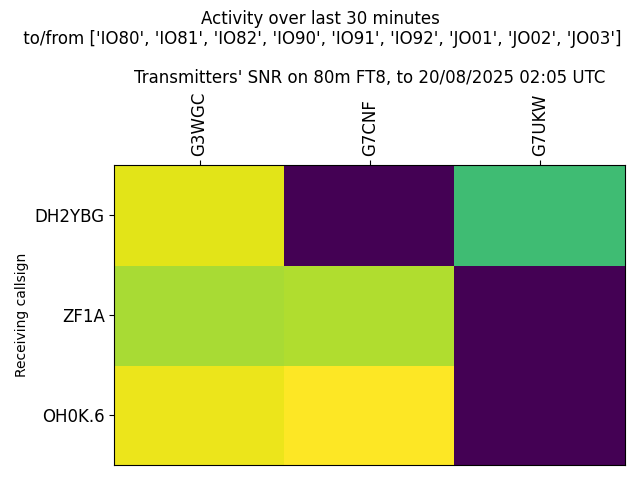 Activity over last 30 minutes
to/from ['IO80', 'IO81', 'IO82', 'IO90', 'IO91', 'IO92', 'JO01', 'JO02', 'JO03']
Transmitters' SNR on 80m FT8, to 20/08/2025 02:05 UTC
G3WGC
G7CNF
G7UKW
Receiving callsign
DH2YBG
ZF1A
OH0K.6